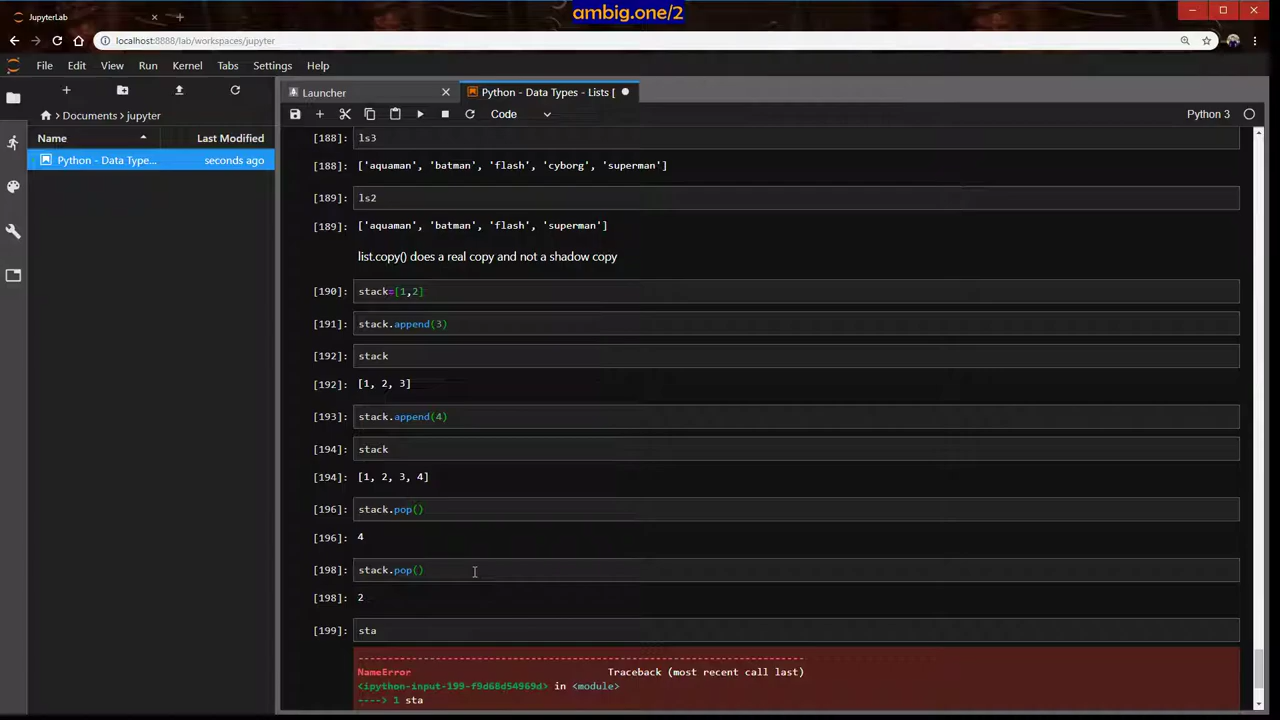 ambig.one/2
JupyterLab
localhost:8888/lab/workspaces/jupyter
File Edit View Run Kernel Tabs Settings Help
Launcher
Python - Data Types - Lists [
Documents jupyter
Code
Python 3
Name Last Modified
Python - Data Type... seconds ago
[188]: ls3
[188]: ['aquaman', 'batman', 'flash', 'cyborg', 'superman']
[189]: ls2
[189]: ['aquaman', 'batman', 'flash', 'superman']
list.copy() does a real copy and not a shadow copy
[190]: stack=[1,2]
[191]: stack.append(3)
[192]: stack
[192]: [1, 2, 3]
[193]: stack.append(4)
[194]: stack
[194]: [1, 2, 3, 4]
[196]: stack.pop()
[196]: 4
[198]: stack.pop()
[198]: 2
[199]: sta
---------------------------------------------------------------------------
NameError Traceback (most recent call last)
<ipython-input-199-f9d68d54969d> in <module>
----> 1 sta